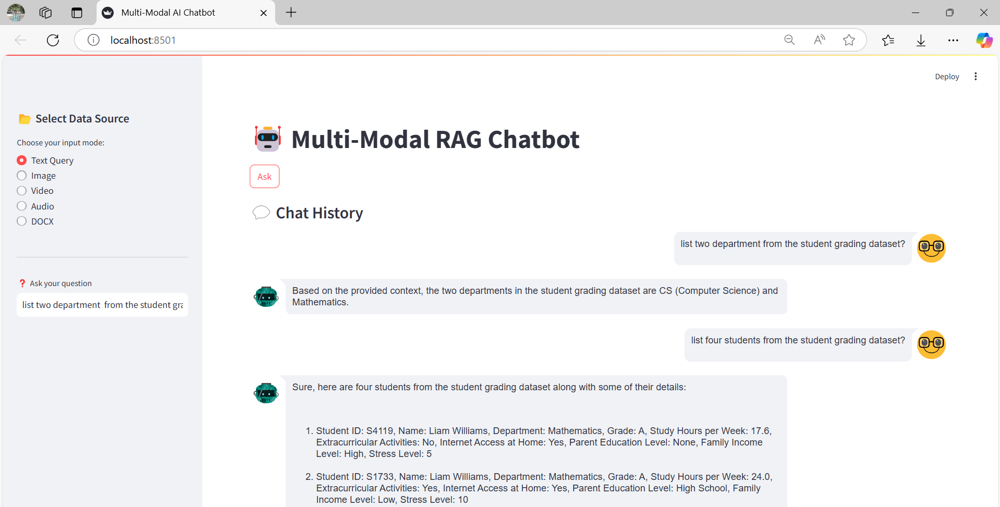 Multi-Modal AI Chatbot
localhost:8501
Deploy
Select Data Source
Choose your input mode:
Text Query
Image
Video
Audio
DOCX
❓ Ask your question
list two department  from the student gra
Multi-Modal RAG Chatbot
Ask
Chat History
list two department from the student grading dataset?
Based on the provided context, the two departments in the student grading dataset are CS (Computer Science) and
Mathematics.
list four students from the student grading dataset?
Sure, here are four students from the student grading dataset along with some of their details:
1. Student ID: S4119, Name: Liam Williams, Department: Mathematics, Grade: A, Study Hours per Week: 17.6,
Extracurricular Activities: No, Internet Access at Home: Yes, Parent Education Level: None, Family Income
Level: High, Stress Level: 5
2. Student ID: S1733, Name: Liam Williams, Department: Mathematics, Grade: A, Study Hours per Week: 24.0,
Extracurricular Activities: Yes, Internet Access at Home: Yes, Parent Education Level: High School, Family
Income Level: Low, Stress Level: 10